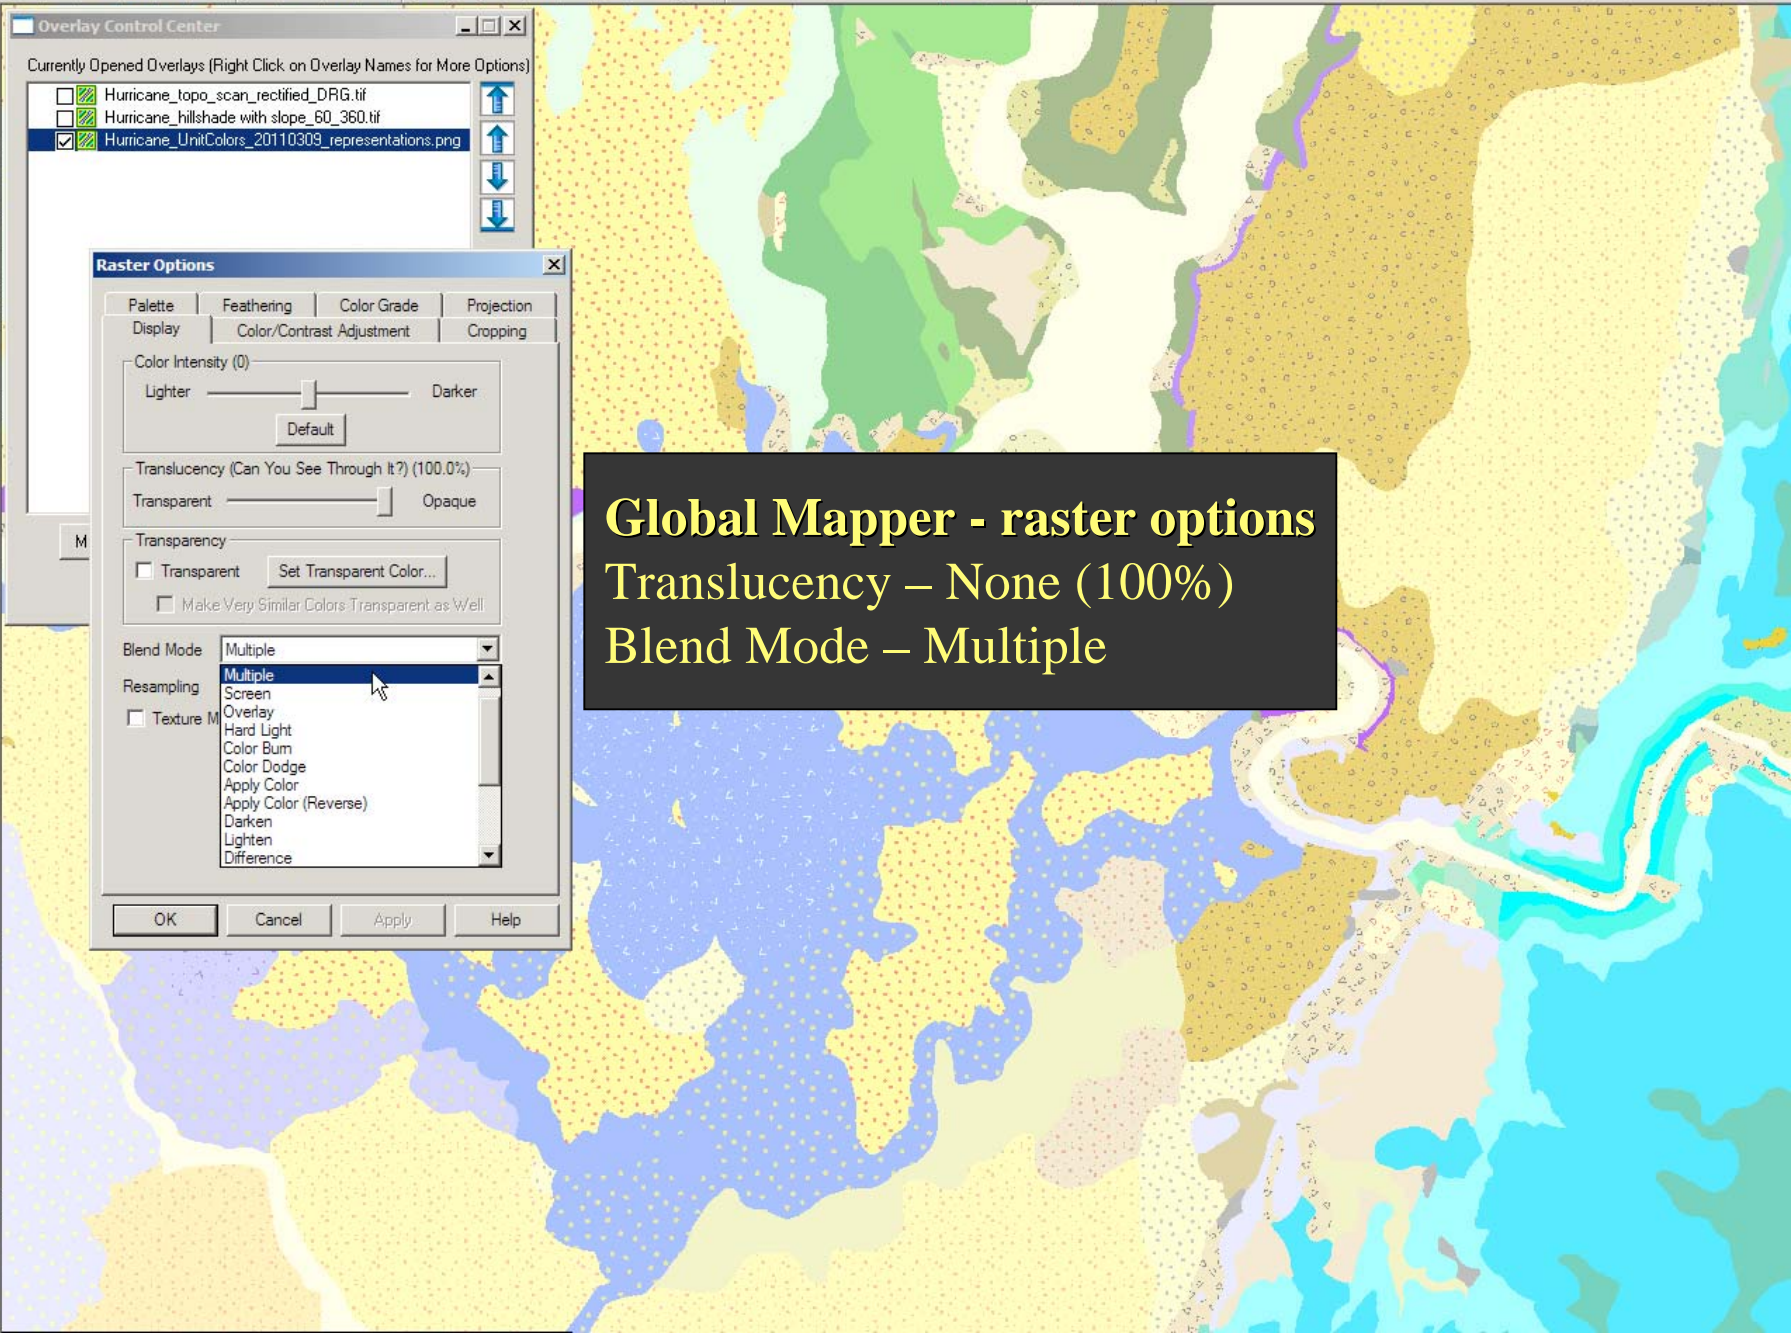 Overlay Control Center
Currently Opened Overlays (Right Click on Overlay Names for More Options)
Hurricane_topo_scan_rectified_DRG.tif
Hurricane_hillshade with slope_60_360.tif
Hurricane_UnitColors_20110309_representations.png
M
Raster Options
Palette Feathering Color Grade Projection
Display Color/Contrast Adjustment Cropping
Color Intensity (0)
Lighter Darker
Default
Translucency (Can You See Through It?) (100.0%)
Transparent Opaque
Transparency
Transparent Set Transparent Color...
Make Very Similar Colors Transparent as Well
Blend Mode Multiple
Resampling
Texture M
Multiple
Screen
Overlay
Hard Light
Color Burn
Color Dodge
Apply Color
Apply Color (Reverse)
Darken
Lighten
Difference
OK Cancel Apply Help
Global Mapper - raster options
Translucency – None (100%)
Blend Mode – Multiple